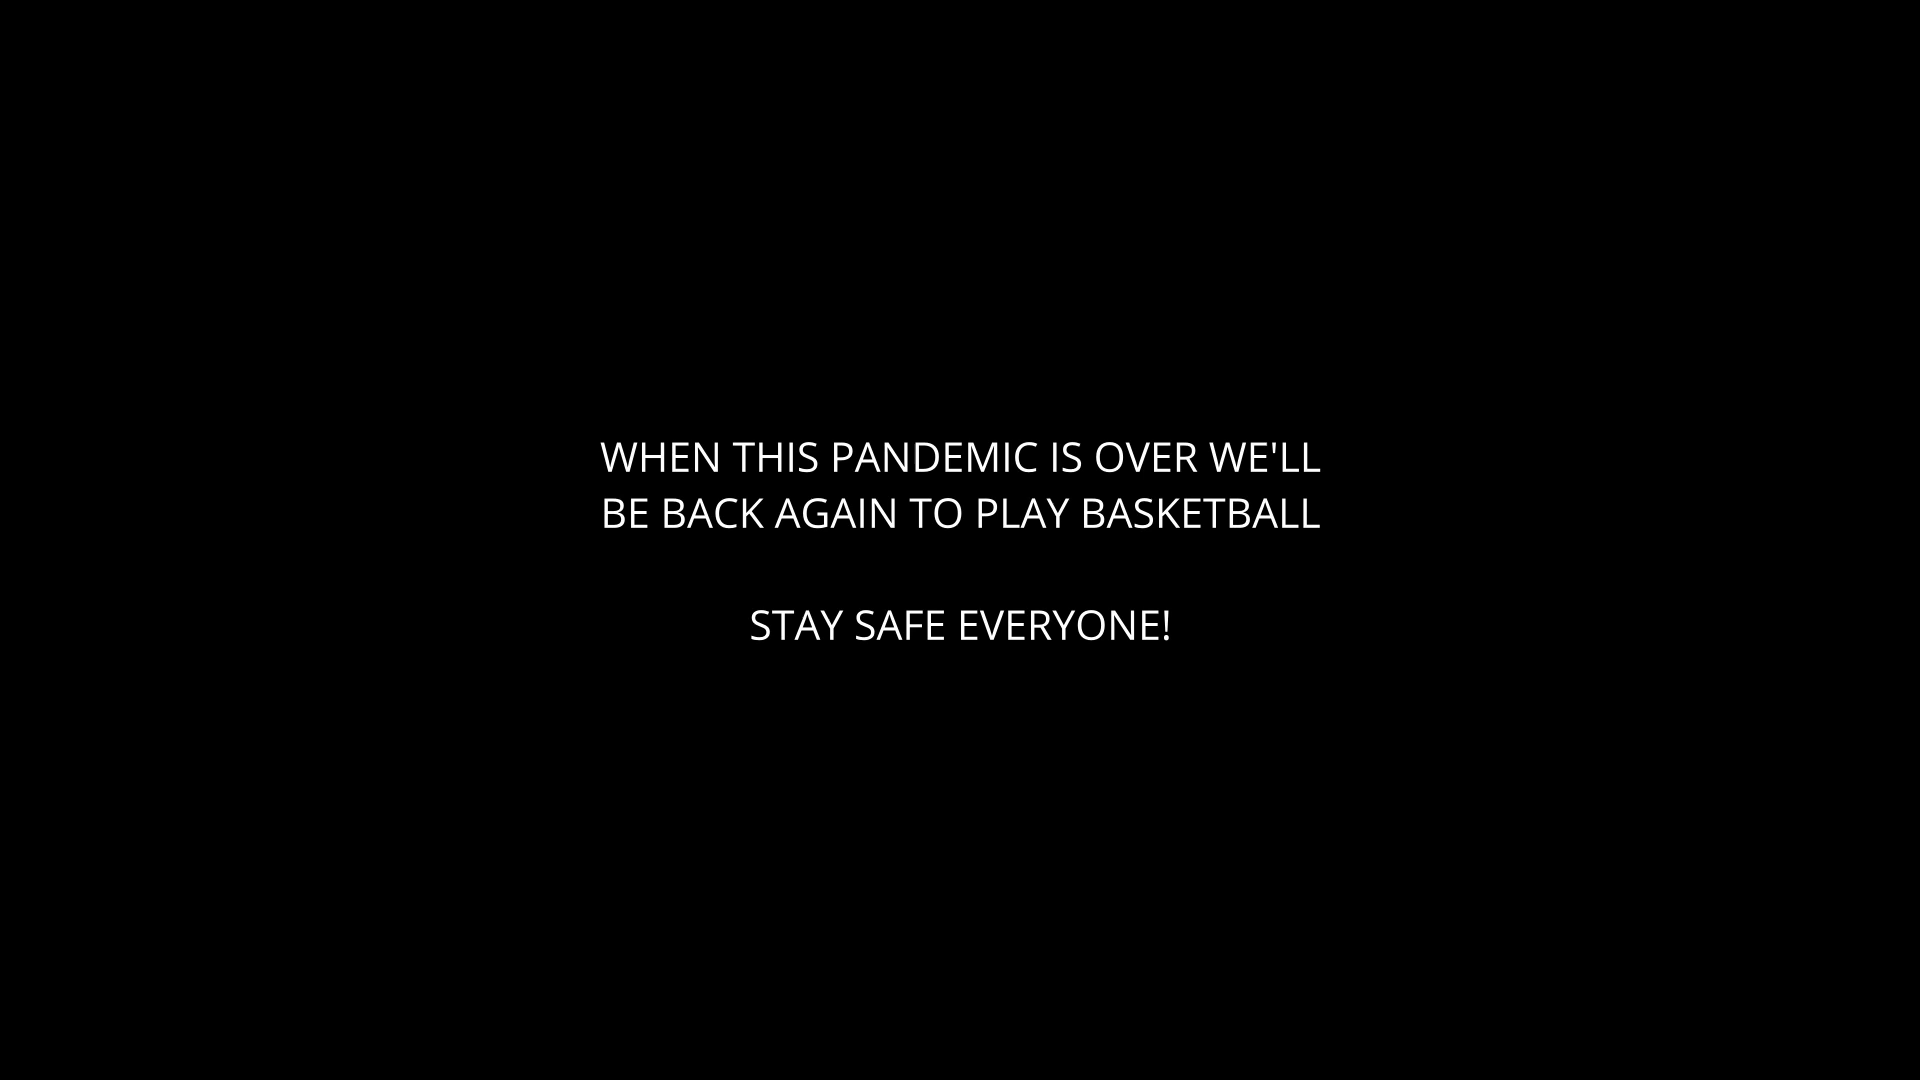 WHEN THIS PANDEMIC IS OVER WE'LL
BE BACK AGAIN TO PLAY BASKETBALL
STAY SAFE EVERYONE!